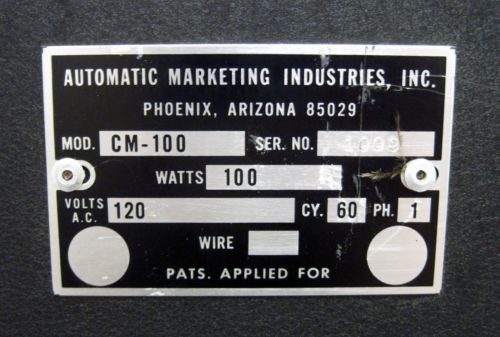 AUTOMATIC MARKETING INDUSTRIES, INC.
PHOENIX, ARIZONA 85029
MOD. CM-100 SER. NO. 1099
WATTS 100
VOLTS A.C. 120 CY. 60 PH. 1
WIRE
PATS. APPLIED FOR